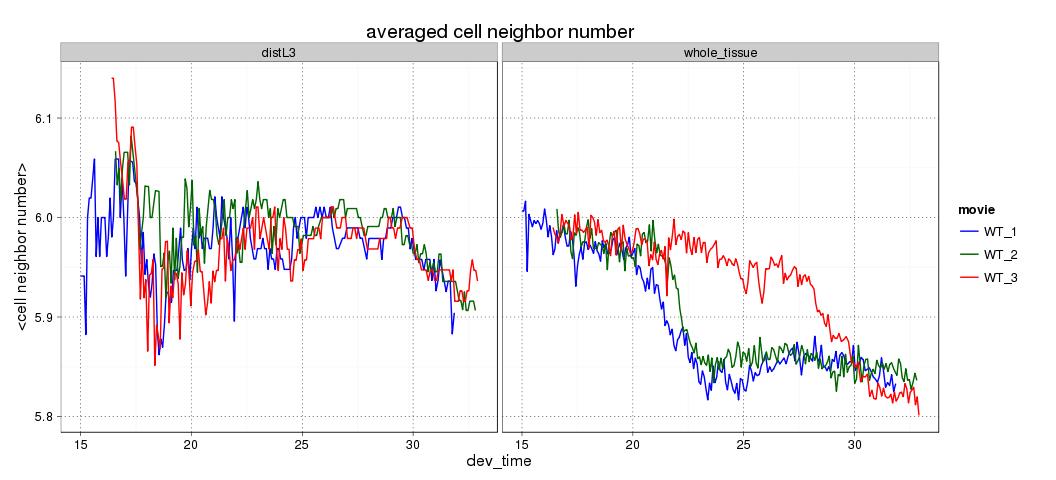 averaged cell neighbor number
distL3 whole_tissue
<cell neighbor number>
6.1
6.0
5.9
5.8
15 20 25 30 15 20 25 30
dev_time
movie
WT_1
WT_2
WT_3